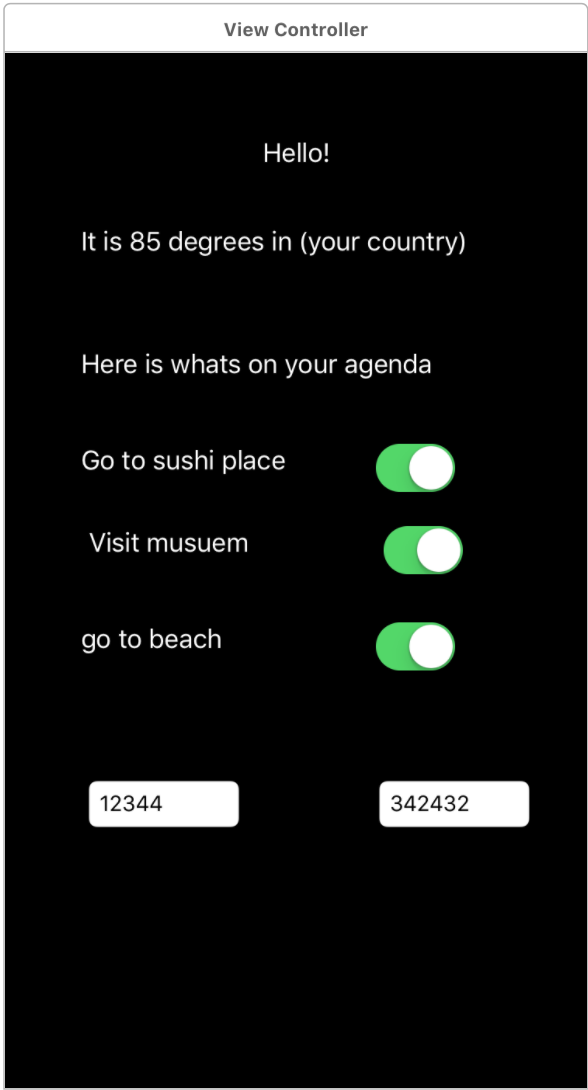 View Controller
Hello!
It is 85 degrees in (your country)
Here is whats on your agenda
Go to sushi place
Visit musuem
go to beach
12344 342432